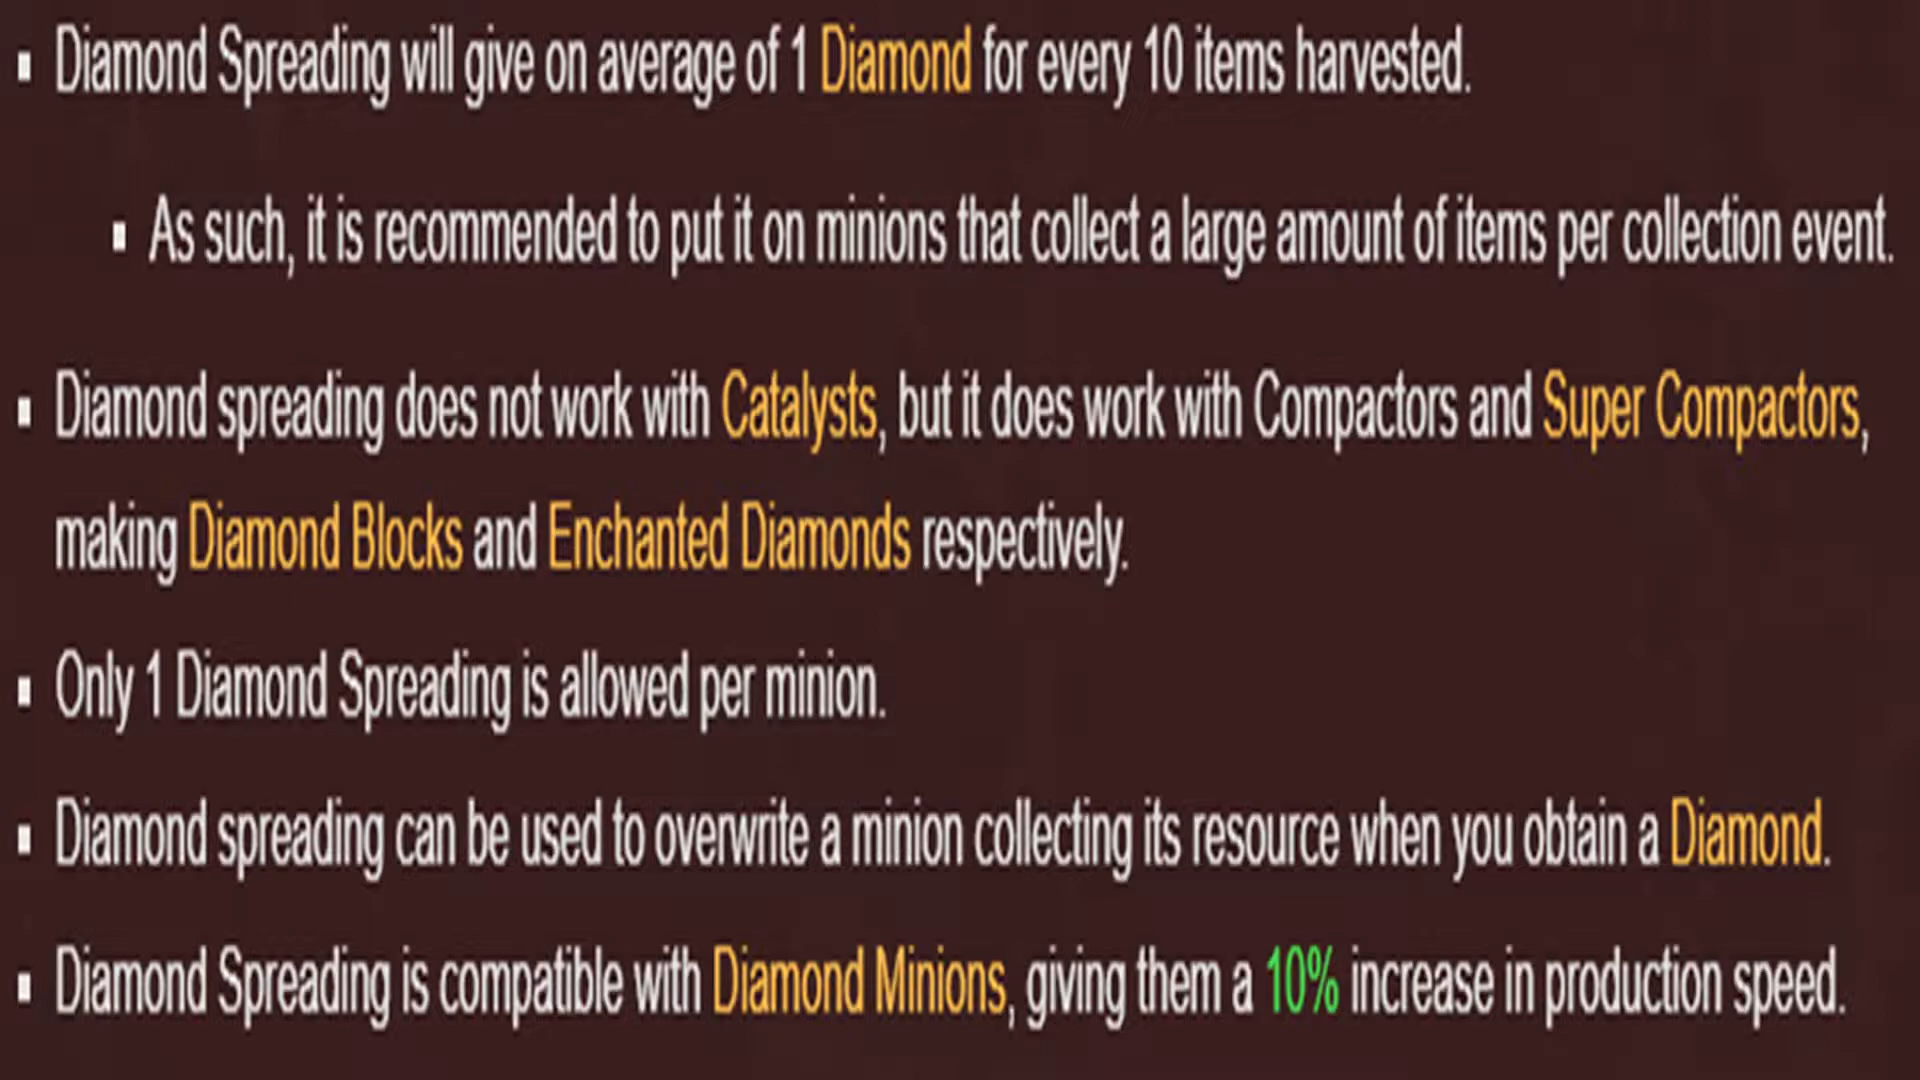 Diamond Spreading will give on average of 1 Diamond for every 10 items harvested.
As such, it is recommended to put it on minions that collect a large amount of items per collection event.
Diamond spreading does not work with Catalysts, but it does work with Compactors and Super Compactors,
making Diamond Blocks and Enchanted Diamonds respectively.
Only 1 Diamond Spreading is allowed per minion.
Diamond spreading can be used to overwrite a minion collecting its resource when you obtain a Diamond.
Diamond Spreading is compatible with Diamond Minions, giving them a 10% increase in production speed.